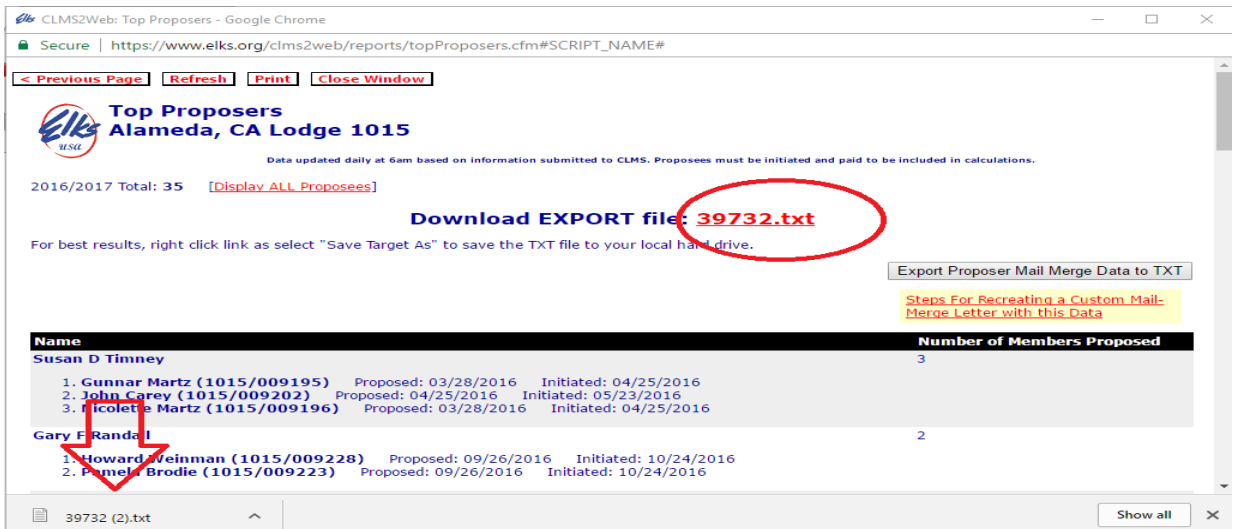 CLMS2Web: Top Proposers - Google Chrome
Secure | https://www.elks.org/clms2web/reports/topProposers.cfm#SCRIPT_NAME#
< Previous Page Refresh Print Close Window
Elks usa
Top Proposers
Alameda, CA Lodge 1015
Data updated daily at 6am based on information submitted to CLMS. Proposees must be initiated and paid to be included in calculations.
2016/2017 Total: 35 [Display ALL Proposees]
Download EXPORT file: 39732.txt
For best results, right click link as select "Save Target As" to save the TXT file to your local hard drive.
Export Proposer Mail Merge Data to TXT
Steps For Recreating a Custom Mail-
Merge Letter with this Data
Name Number of Members Proposed
Susan D Timney 3
1. Gunnar Martz (1015/009195) Proposed: 03/28/2016 Initiated: 04/25/2016
2. John Carey (1015/009202) Proposed: 04/25/2016 Initiated: 05/23/2016
3. Nicolette Martz (1015/009196) Proposed: 03/28/2016 Initiated: 04/25/2016
Gary F Randall 2
1. Howard Weinman (1015/009228) Proposed: 09/26/2016 Initiated: 10/24/2016
2. Pamela Brodie (1015/009223) Proposed: 09/26/2016 Initiated: 10/24/2016
39732 (2).txt Show all